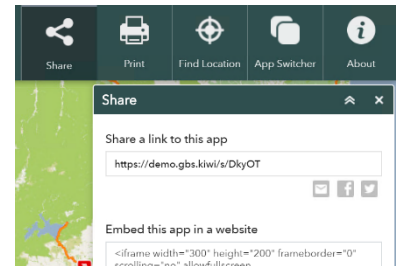 Share Print Find Location App Switcher About
Share
Share a link to this app
https://demo.gbs.kiwi/s/DkyOT
Embed this app in a website
<iframe width="300" height="200" frameborder="0"
scrolling="no" allowfullscreen